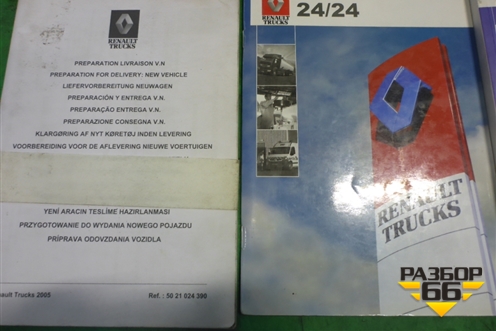 RENAULT
TRUCKS
PREPARATION LIVRAISON V.N
PREPARATION FOR DELIVERY: NEW VEHICLE
LIEFERVORBEREITUNG NEUWAGEN
PREPARACIÓN Y ENTREGA V.N.
PREPARAÇÃO ENTREGA V.N.
PREPARAZIONE CONSEGNA V.N.
KLARGØRING AF NYT KØRETØJ INDEN LEVERING
VOORBEREIDING VOOR DE AFLEVERING NIEUWE VOERTUIGEN
YENİ ARACIN TESLİME HAZIRLANMASI
PRZYGOTOWANIE DO WYDANIA NOWEGO POJAZDU
PRÍPRAVA ODOVZDANIA VOZIDLA
nault Trucks 2005
Ref. : 50 21 024 390
RENAULT
TRUCKS
24/24
RENAULT
TRUCKS
РАЗБОР
66